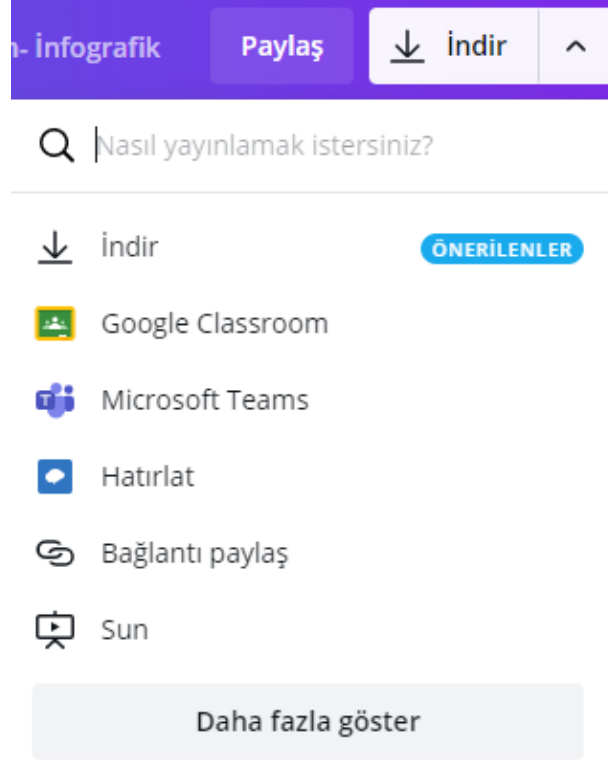 - İnfografik
Paylaş
İndir
Nasıl yayınlamak istersiniz?
İndir
ÖNERİLENLER
Google Classroom
Microsoft Teams
Hatırlat
Bağlantı paylaş
Sun
Daha fazla göster